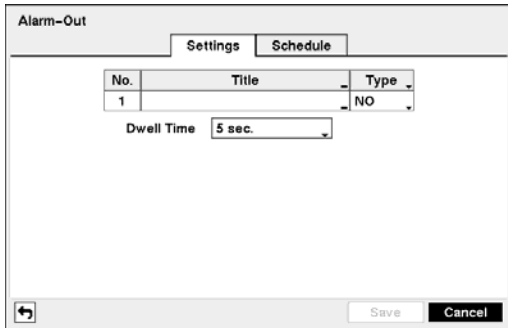 Alarm-Out
Settings Schedule
No. Title Type
1 NO
Dwell Time 5 sec.
Save Cancel